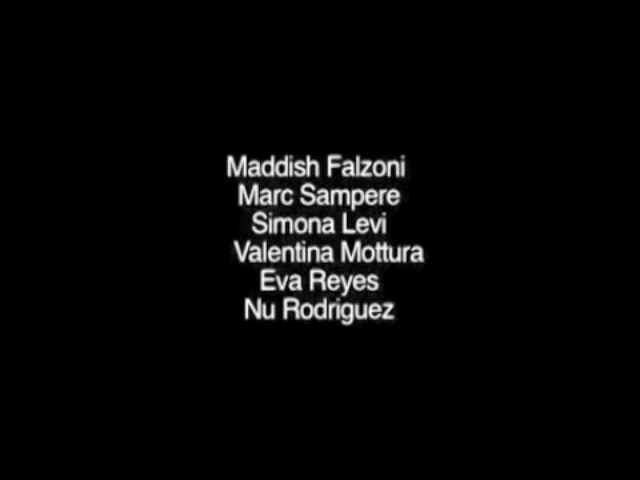 Maddish Falzoni
Marc Sampere
Simona Levi
Valentina Mottura
Eva Reyes
Nu Rodriguez